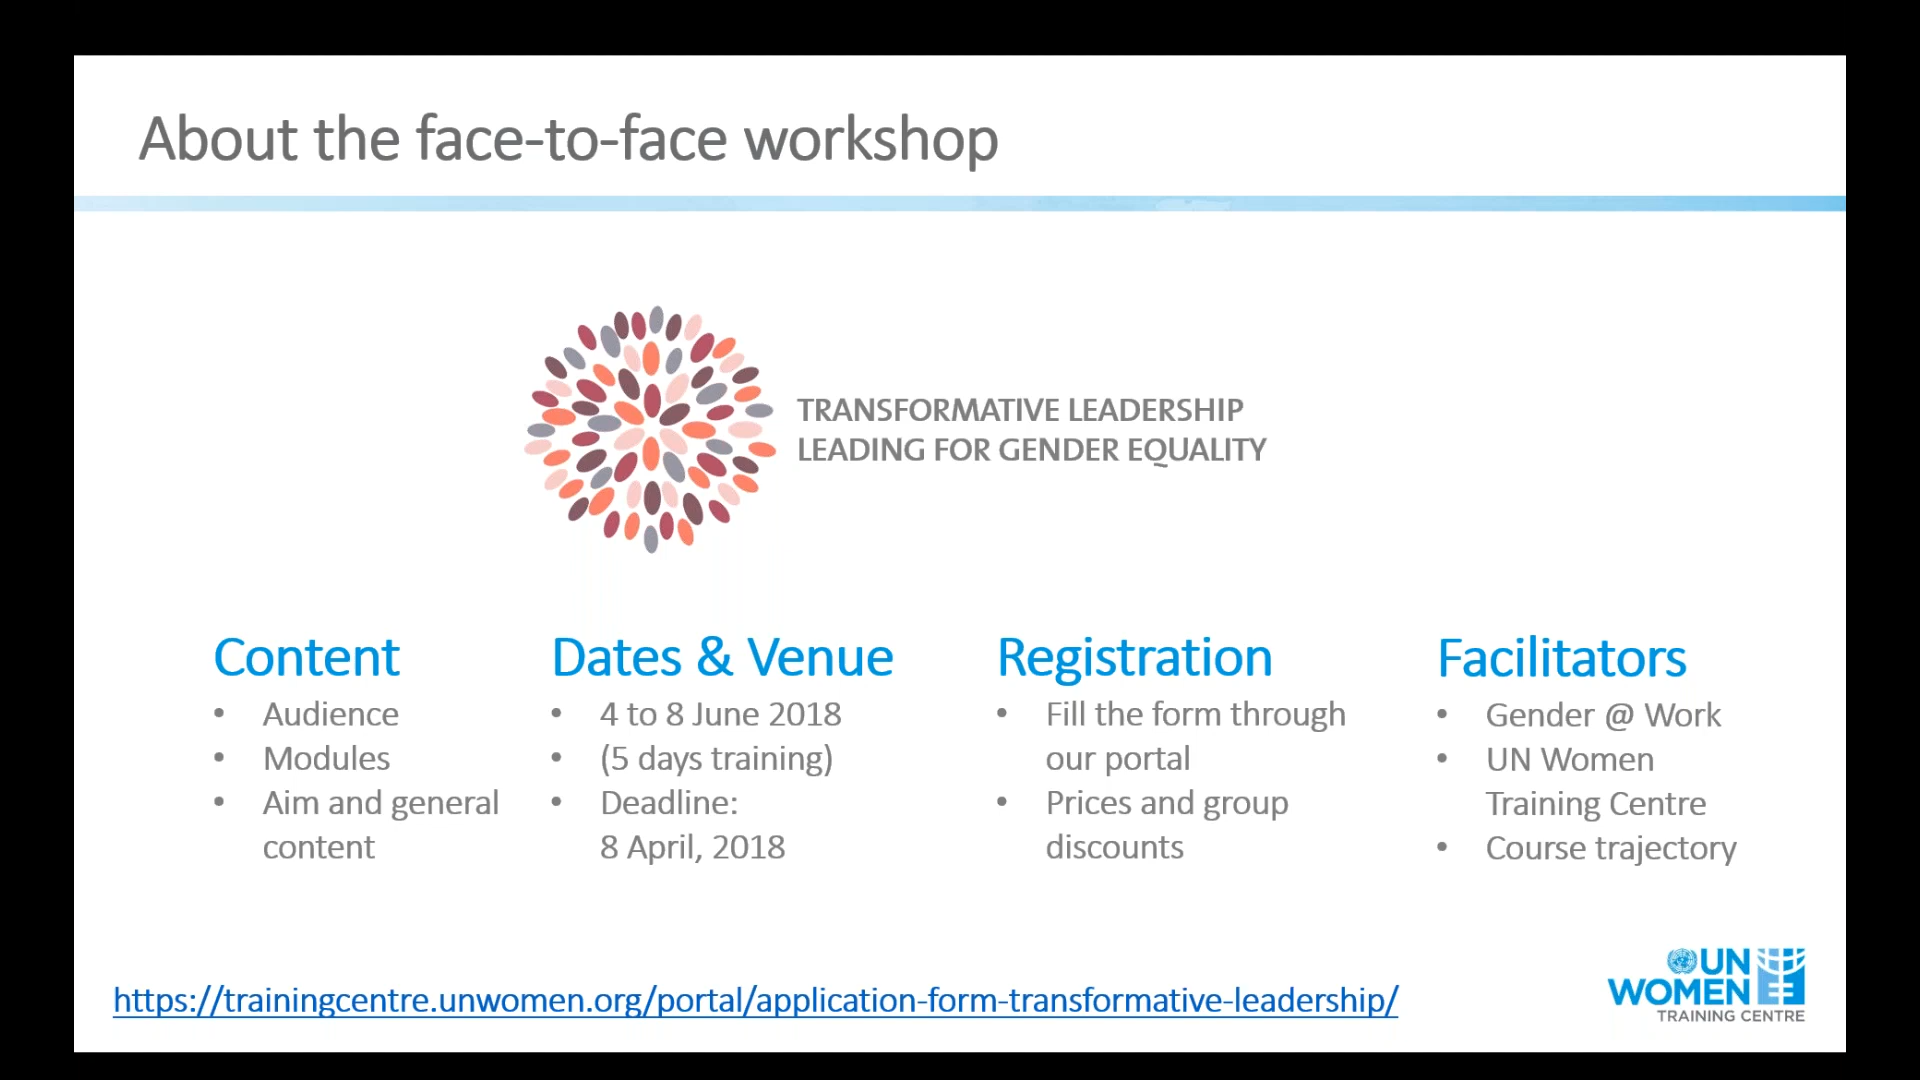 About the face-to-face workshop
TRANSFORMATIVE LEADERSHIP
LEADING FOR GENDER EQUALITY
Content
• Audience
• Modules
• Aim and general
content
Dates & Venue
• 4 to 8 June 2018
• (5 days training)
• Deadline:
8 April, 2018
Registration
• Fill the form through
our portal
• Prices and group
discounts
Facilitators
• Gender @ Work
• UN Women
Training Centre
• Course trajectory
https://trainingcentre.unwomen.org/portal/application-form-transformative-leadership/
UN
WOMEN
TRAINING CENTRE